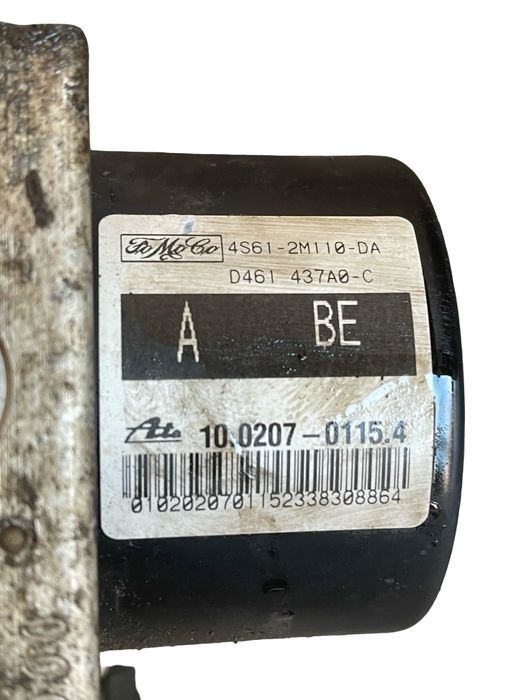 FoMoCo 4S61-2M110-DA
D461 437A0-C
A BE
Ate 10.0207-0115.4
0102020701152338308864